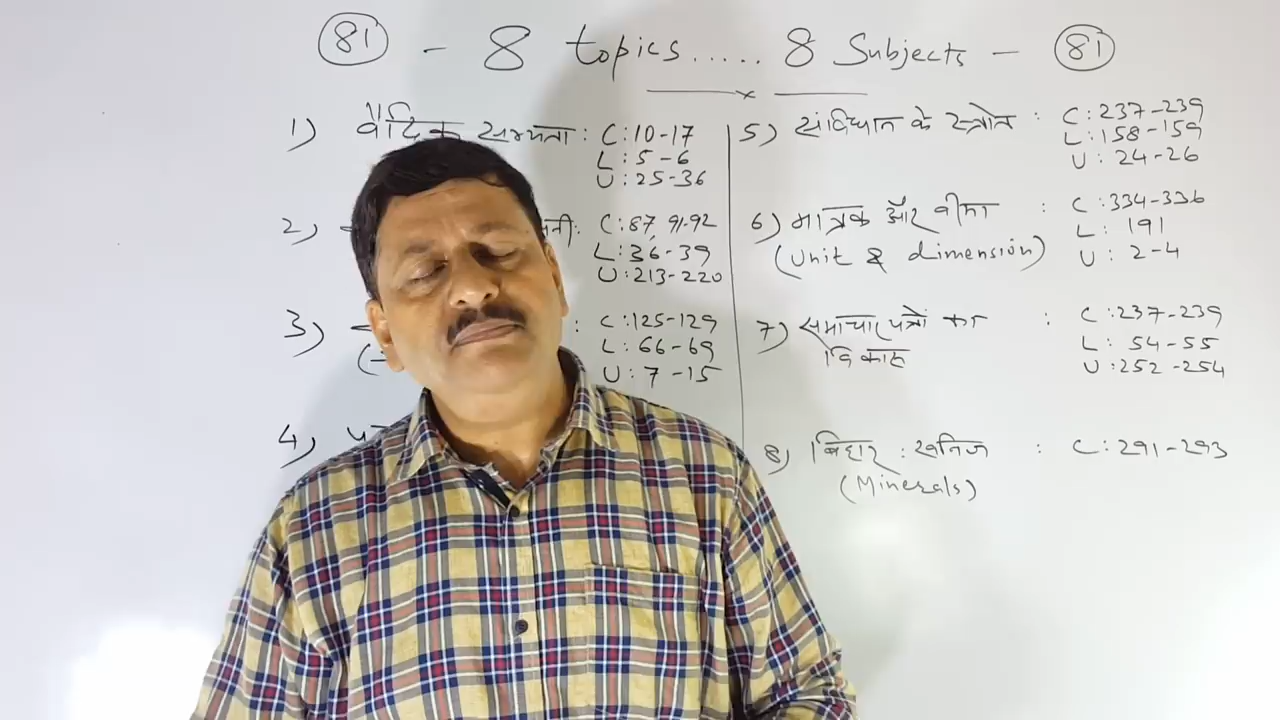 81 - 8 topics..... 8 Subjects - 81
1) वैदिक सभ्यता : C:10-17
L:5-6
U:25-36
2) C:87, 91-92
L:36-39
U:213-220
3) : C:125-129
L:66-69
U:7-15
4)
5) संविधान के स्त्रोत : C:237-239
L:158-159
U:24-26
6) मात्रक और वीमा : C:334-336
(Unit & dimension) L:191
U:2-4
7) समाचार पत्रों का : C:237-239
विकास L:54-55
U:252-254
8) बिहार : खनिज : C:291-293
(Minerals)